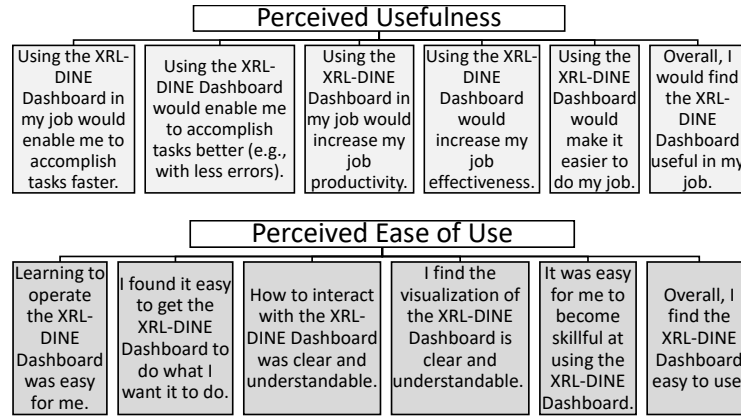 Perceived Usefulness
Using the XRL-
DINE
Dashboard in
my job would
enable me to
accomplish
tasks faster.
Using the XRL-
DINE Dashboard
would enable me
to accomplish
tasks better (e.g.,
with less errors).
Using the
XRL-DINE
Dashboard in
my job would
increase my
job
productivity.
Using the XRL-
DINE
Dashboard
would
increase my
job
effectiveness.
Using the
XRL-DINE
Dashboard
would
make it
easier to
do my job.
Overall, I
would find
the XRL-
DINE
Dashboard
useful in my
job.
Perceived Ease of Use
Learning to
operate
the XRL-
DINE
Dashboard
was easy
for me.
I found it easy
to get the
XRL-DINE
Dashboard to
do what I
want it to do.
How to interact
with the XRL-
DINE Dashboard
was clear and
understandable.
I find the
visualization of
the XRL-DINE
Dashboard is
clear and
understandable.
It was easy
for me to
become
skillful at
using the
XRL-DINE
Dashboard.
Overall, I
find the
XRL-DINE
Dashboard
easy to use